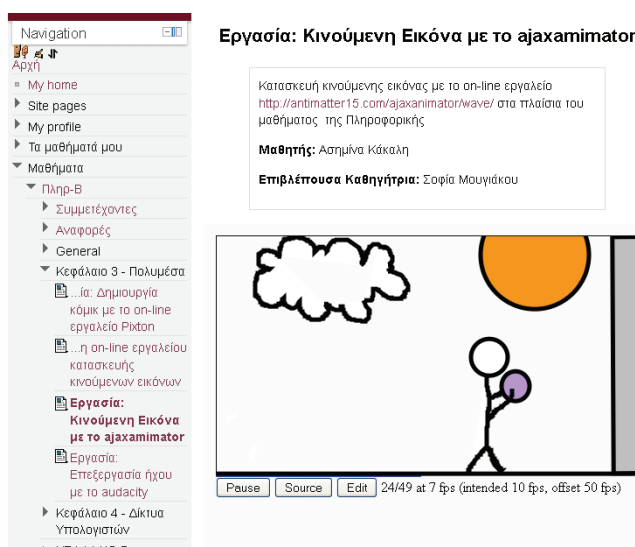 Navigation
Αρχή
My home
Site pages
My profile
Τα μαθήματά μου
Μαθήματα
Πληρ-Β
Συμμετέχοντες
Αναφορές
General
Κεφάλαιο 3 - Πολυμέσα
...ία: Δημιουργία
κόμικ με το on-line
εργαλείο Pixton
...η on-line εργαλείου
κατασκευής
κινούμενων εικόνων
Εργασία:
Κινούμενη Εικόνα
με το ajaxamimator
Εργασία:
Επεξεργασία ήχου
με το audacity
Κεφάλαιο 4 - Δίκτυα
Υπολογιστών
Εργασία: Κινούμενη Εικόνα με το ajaxamimator
Κατασκευή κινούμενης εικόνας με το on-line εργαλείο
http://antimatter15.com/ajaxanimator/wave/ στα πλαίσια του
μαθήματος της Πληροφορικής
Μαθητής: Ασημίνα Κάκαλη
Επιβλέπουσα Καθηγήτρια: Σοφία Μουγιάκου
Pause Source Edit 24/49 at 7 fps (intended 10 fps, offset 50 fps)